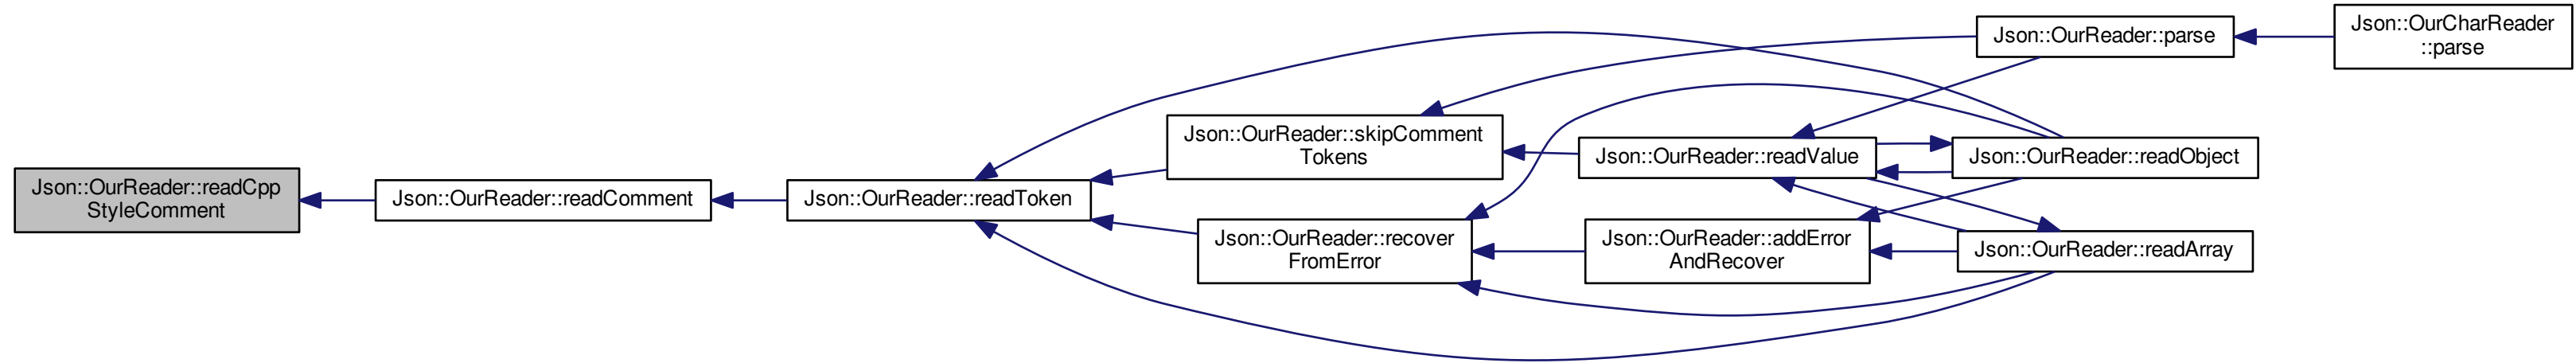 Json::OurReader::readCpp
StyleComment
Json::OurReader::readComment
Json::OurReader::readToken
Json::OurReader::skipComment
Tokens
Json::OurReader::recover
FromError
Json::OurReader::readValue
Json::OurReader::addError
AndRecover
Json::OurReader::parse
Json::OurReader::readObject
Json::OurReader::readArray
Json::OurCharReader
::parse